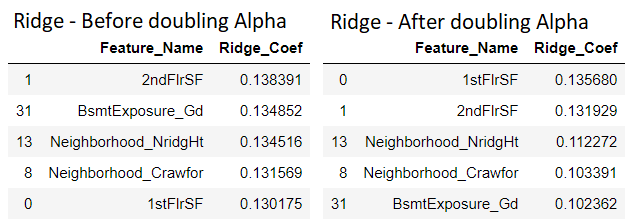 Ridge - Before doubling Alpha
Feature_Name Ridge_Coef
1 2ndFlrSF 0.138391
31 BsmtExposure_Gd 0.134852
13 Neighborhood_NridgHt 0.134516
8 Neighborhood_Crawfor 0.131569
0 1stFlrSF 0.130175
Ridge - After doubling Alpha
Feature_Name Ridge_Coef
0 1stFlrSF 0.135680
1 2ndFlrSF 0.131929
13 Neighborhood_NridgHt 0.112272
8 Neighborhood_Crawfor 0.103391
31 BsmtExposure_Gd 0.102362